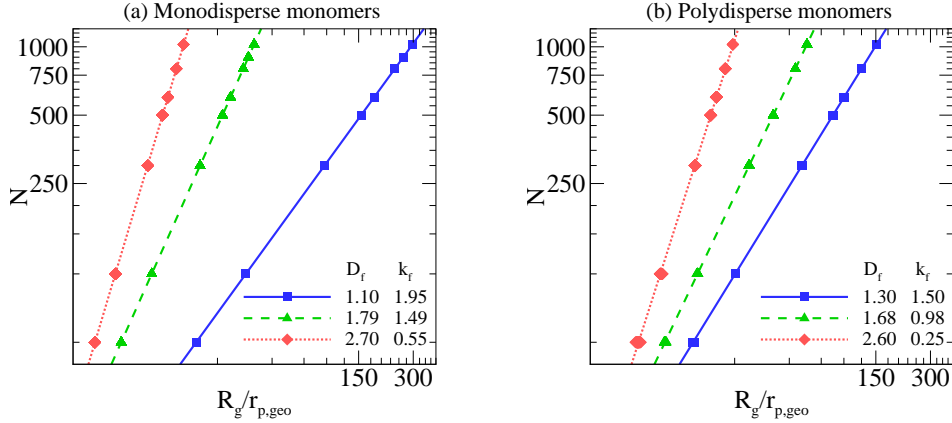 (a) Monodisperse monomers
1000
750
500
250
N
D_f k_f
1.10 1.95
1.79 1.49
2.70 0.55
150 300
R_g/r_p,geo
(b) Polydisperse monomers
1000
750
500
250
N
D_f k_f
1.30 1.50
1.68 0.98
2.60 0.25
150 300
R_g/r_p,geo